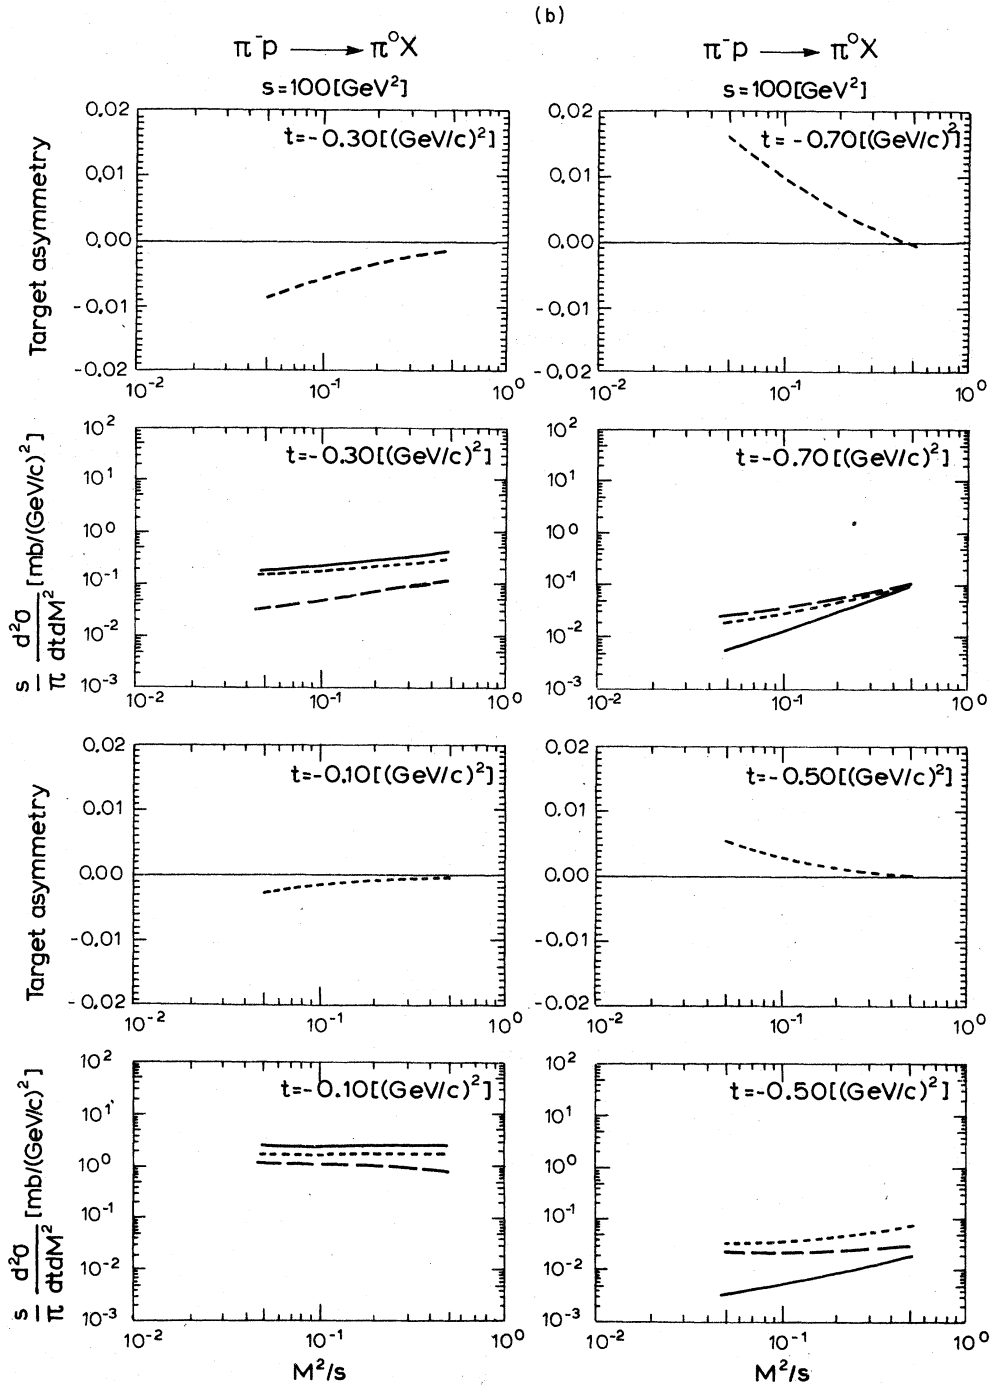 (b)
π⁻p → π⁰X
s=100[GeV²]
0.02
0.01
0.00
-0.01
-0.02
Target asymmetry
t=-0.30[(GeV/c)²]
10⁻² 10⁻¹ 10⁰
π⁻p → π⁰X
s=100[GeV²]
0.02
0.01
0.00
-0.01
-0.02
t=-0.70[(GeV/c)²]
10⁻² 10⁻¹ 10⁰
10²
10¹
10⁰
10⁻¹
10⁻²
10⁻³
s/π d²σ/dtdM² [mb/(GeV/c)²]
t=-0.30[(GeV/c)²]
10⁻² 10⁻¹ 10⁰
10²
10¹
10⁰
10⁻¹
10⁻²
10⁻³
t=-0.70[(GeV/c)²]
10⁻² 10⁻¹ 10⁰
0.02
0.01
0.00
-0.01
-0.02
Target asymmetry
t=-0.10[(GeV/c)²]
10⁻² 10⁻¹ 10⁰
0.02
0.01
0.00
-0.01
-0.02
t=-0.50[(GeV/c)²]
10⁻² 10⁻¹ 10⁰
10²
10¹
10⁰
10⁻¹
10⁻²
10⁻³
s/π d²σ/dtdM² [mb/(GeV/c)²]
t=-0.10[(GeV/c)²]
10⁻² 10⁻¹ 10⁰
M²/s
10²
10¹
10⁰
10⁻¹
10⁻²
10⁻³
t=-0.50[(GeV/c)²]
10⁻² 10⁻¹ 10⁰
M²/s